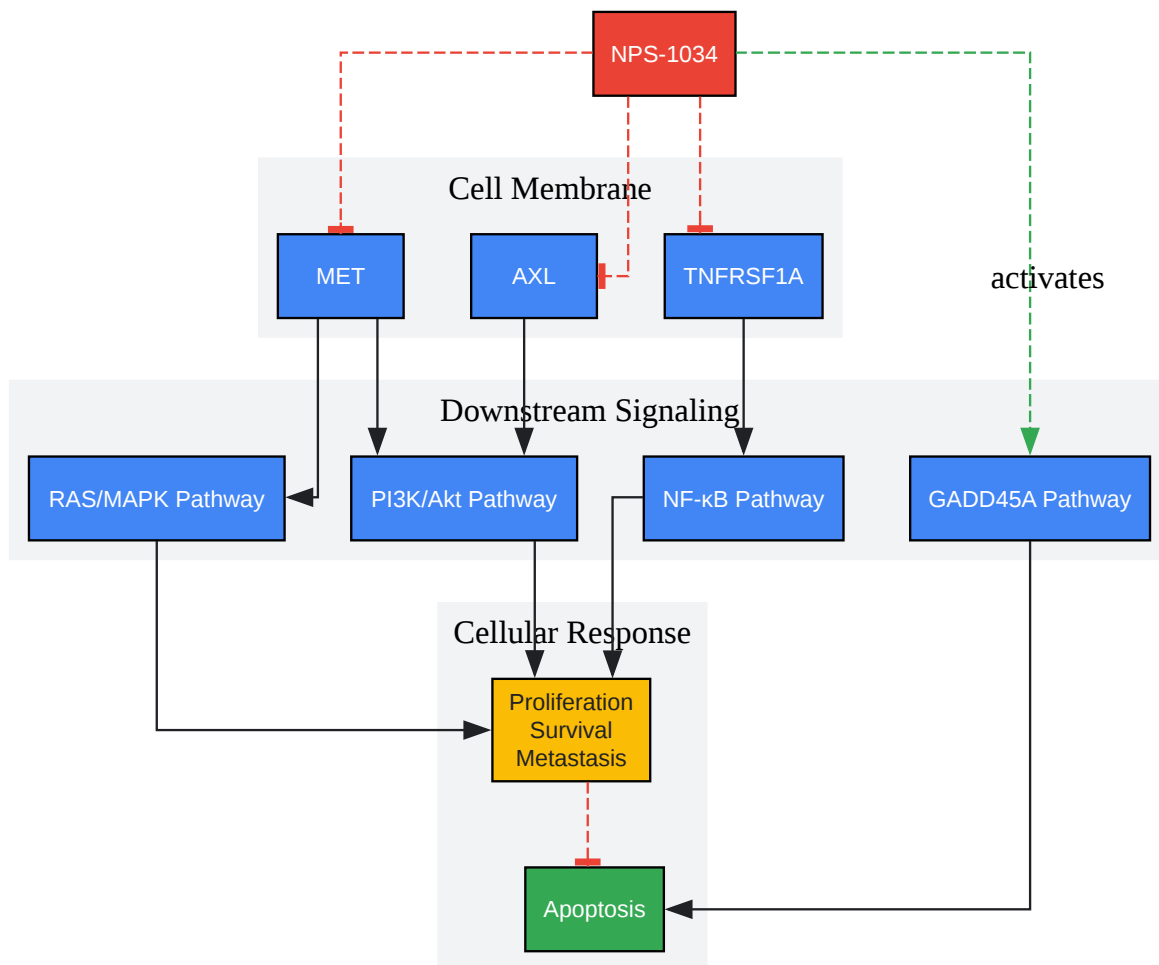 NPS-1034
Cell Membrane
MET
AXL
TNFRSF1A
activates
Downstream Signaling
RAS/MAPK Pathway
PI3K/Akt Pathway
NF-κB Pathway
GADD45A Pathway
Cellular Response
Proliferation
Survival
Metastasis
Apoptosis